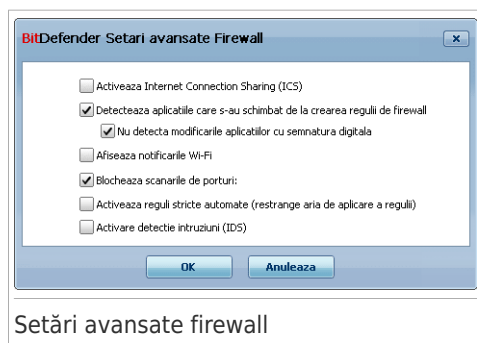 BitDefender Setari avansate Firewall
Activeaza Internet Connection Sharing (ICS)
Detecteaza aplicatiile care s-au schimbat de la crearea regulii de firewall
Nu detecta modificarile aplicatiilor cu semnatura digitala
Afiseaza notificarile Wi-Fi
Blocheaza scanarile de porturi:
Activeaza reguli stricte automate (restrange aria de aplicare a regulii)
Activare detectie intruziuni (IDS)
OK Anuleaza
Setări avansate firewall